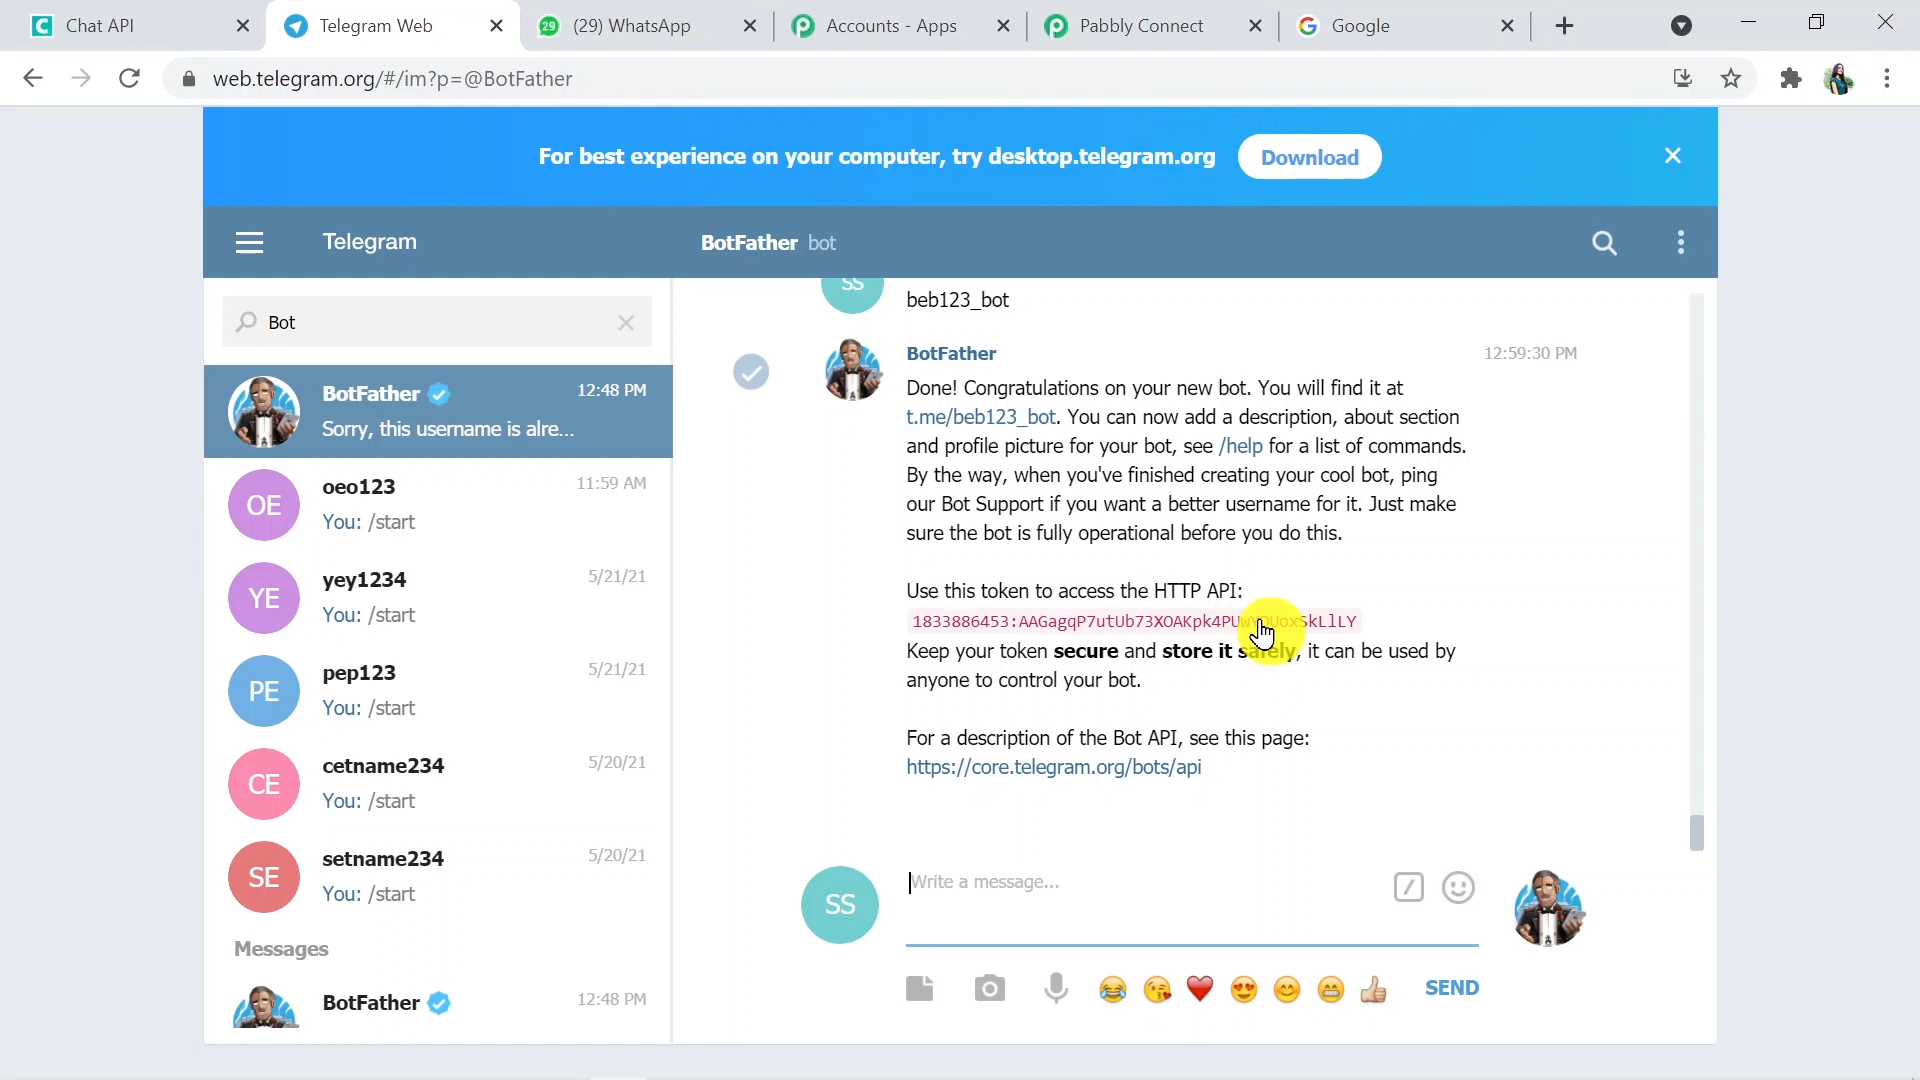 Chat API
Telegram Web
29
(29) WhatsApp
Accounts - Apps
Pabbly Connect
Google
web.telegram.org/#/im?p=@BotFather
For best experience on your computer, try desktop.telegram.org
Download
Telegram
BotFather bot
Bot
BotFather 12:48 PM
Sorry, this username is alre...
OE
oeo123 11:59 AM
You: /start
YE
yey1234 5/21/21
You: /start
PE
pep123 5/21/21
You: /start
CE
cetname234 5/20/21
You: /start
SE
setname234 5/20/21
You: /start
Messages
BotFather 12:48 PM
SS
beb123_bot
BotFather 12:59:30 PM
Done! Congratulations on your new bot. You will find it at
t.me/beb123_bot. You can now add a description, about section
and profile picture for your bot, see /help for a list of commands.
By the way, when you've finished creating your cool bot, ping
our Bot Support if you want a better username for it. Just make
sure the bot is fully operational before you do this.
Use this token to access the HTTP API:
Keep your token secure and store it safely, it can be used by
anyone to control your bot.
For a description of the Bot API, see this page:
https://core.telegram.org/bots/api
SS
Write a message...
SEND